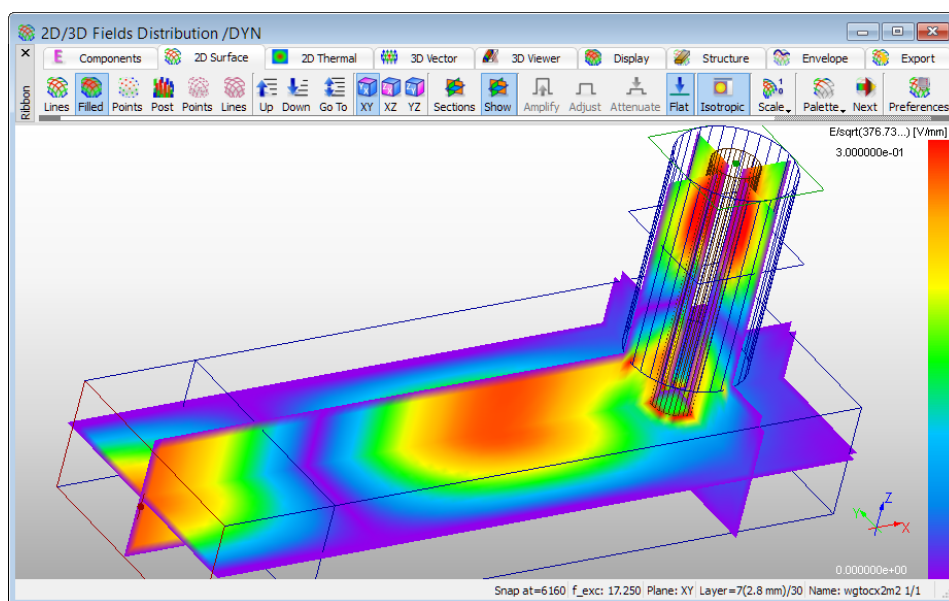 2D/3D Fields Distribution /DYN
E Components 2D Surface 2D Thermal 3D Vector 3D Viewer Display Structure Envelope Export
Ribbon
Lines Filled Points Post Points Lines Up Down Go To XY XZ YZ Sections Show Amplify Adjust Attenuate Flat Isotropic Scale Palette Next Preferences
E/sqrt(376.73...) [V/mm]
3.000000e-01
Z
Y
X
0.000000e+00
Snap at=6160 f_exc: 17.250 Plane: XY Layer=7(2.8 mm)/30 Name: wgtocx2m2 1/1